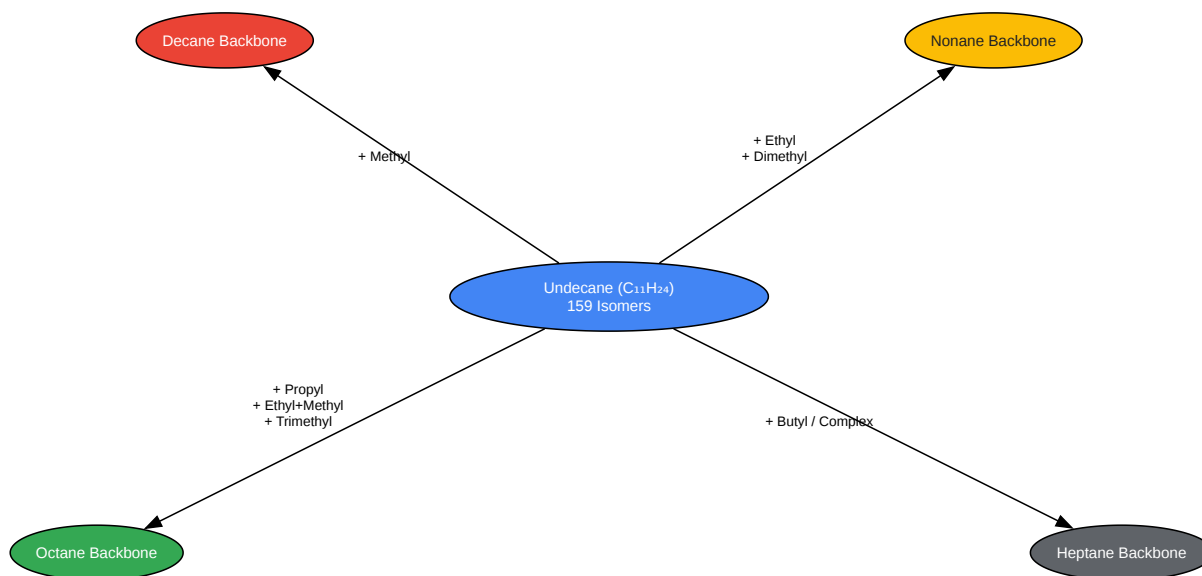 Decane Backbone
Nonane Backbone
+ Methyl
+ Ethyl
+ Dimethyl
Undecane (C₁₁H₂₄)
159 Isomers
+ Propyl
+ Ethyl+Methyl
+ Trimethyl
+ Butyl / Complex
Octane Backbone
Heptane Backbone